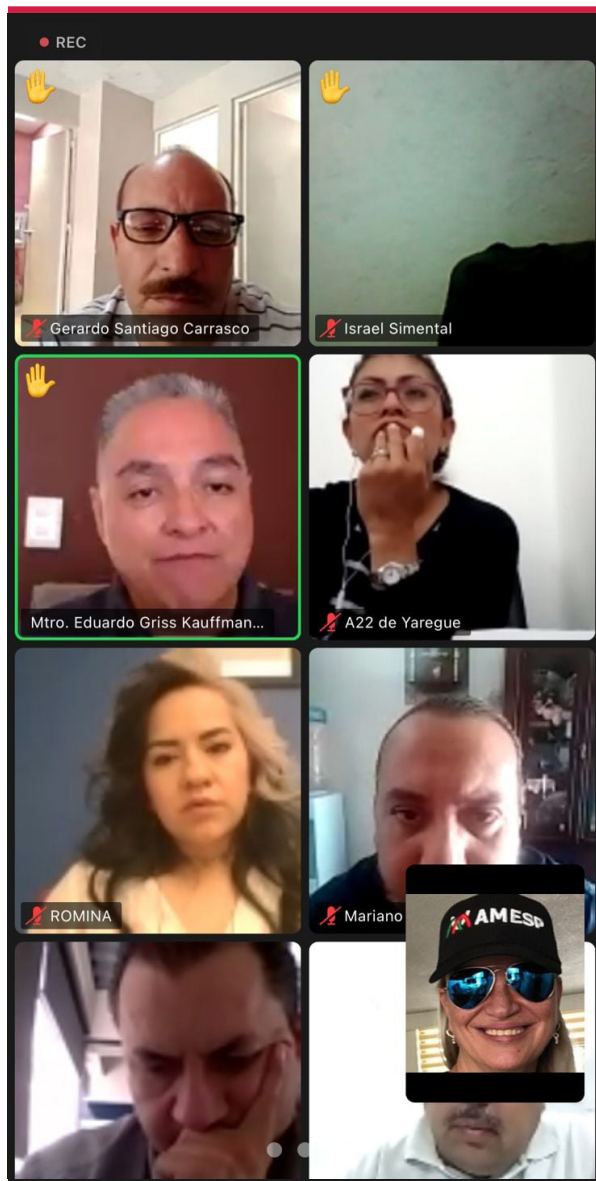 REC
Gerardo Santiago Carrasco
Israel Simental
Mtro. Eduardo Griss Kauffman...
A22 de Yaregue
ROMINA
Mariano
AMESP